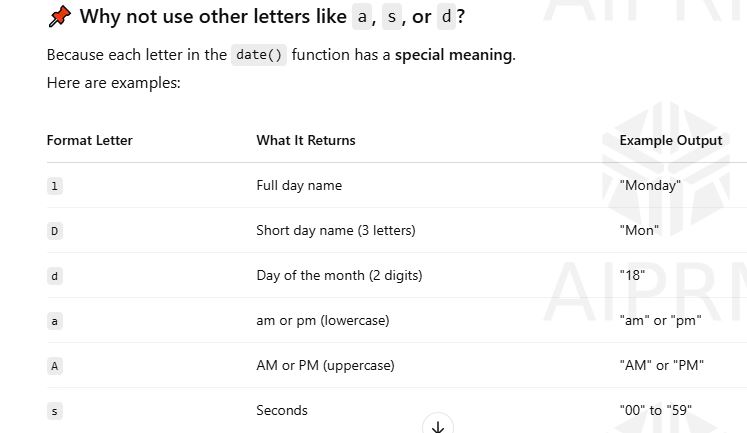 📌 Why not use other letters like a, s, or d?
Because each letter in the date() function has a special meaning.
Here are examples:
Format Letter What It Returns Example Output
l Full day name "Monday"
D Short day name (3 letters) "Mon"
d Day of the month (2 digits) "18"
a am or pm (lowercase) "am" or "pm"
A AM or PM (uppercase) "AM" or "PM"
s Seconds "00" to "59"
AIPRM